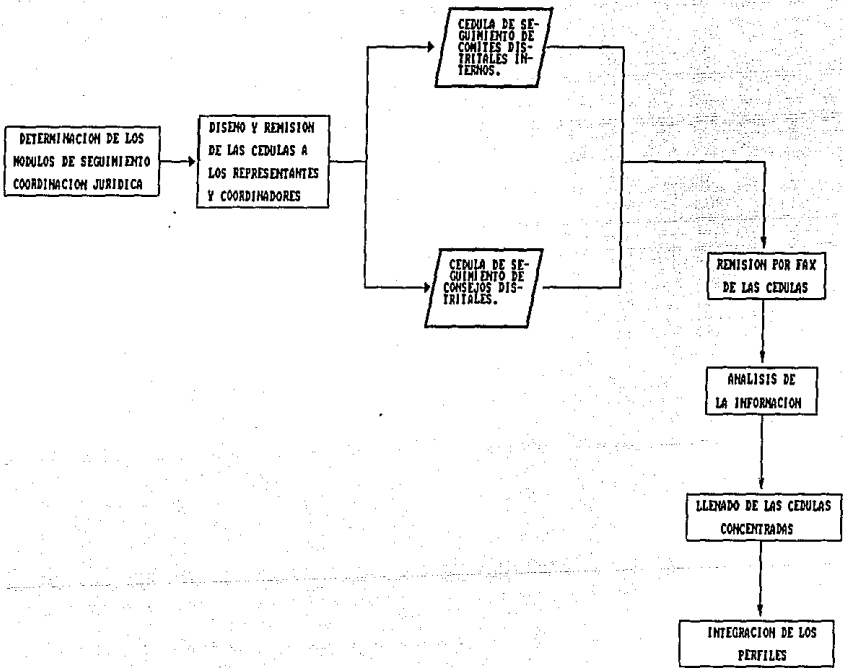 DETERMINACION DE LOS
MODULOS DE SEGUIMIENTO
COORDINACION JURIDICA
DISENO Y REMISION
DE LAS CEDULAS A
LOS REPRESENTANTES
Y COORDINADORES
CEDULA DE SE-
GUIMIENTO DE
COMITES DIS-
TRITALES IN-
TERNOS.
CEDULA DE SE-
GUIMIENTO DE
CONSEJOS DIS-
TRITALES.
REMISION POR FAX
DE LAS CEDULAS
ANALISIS DE
LA INFORMACION
LLENADO DE LAS CEDULAS
CONCENTRADAS
INTEGRACION DE LOS
PERFILES